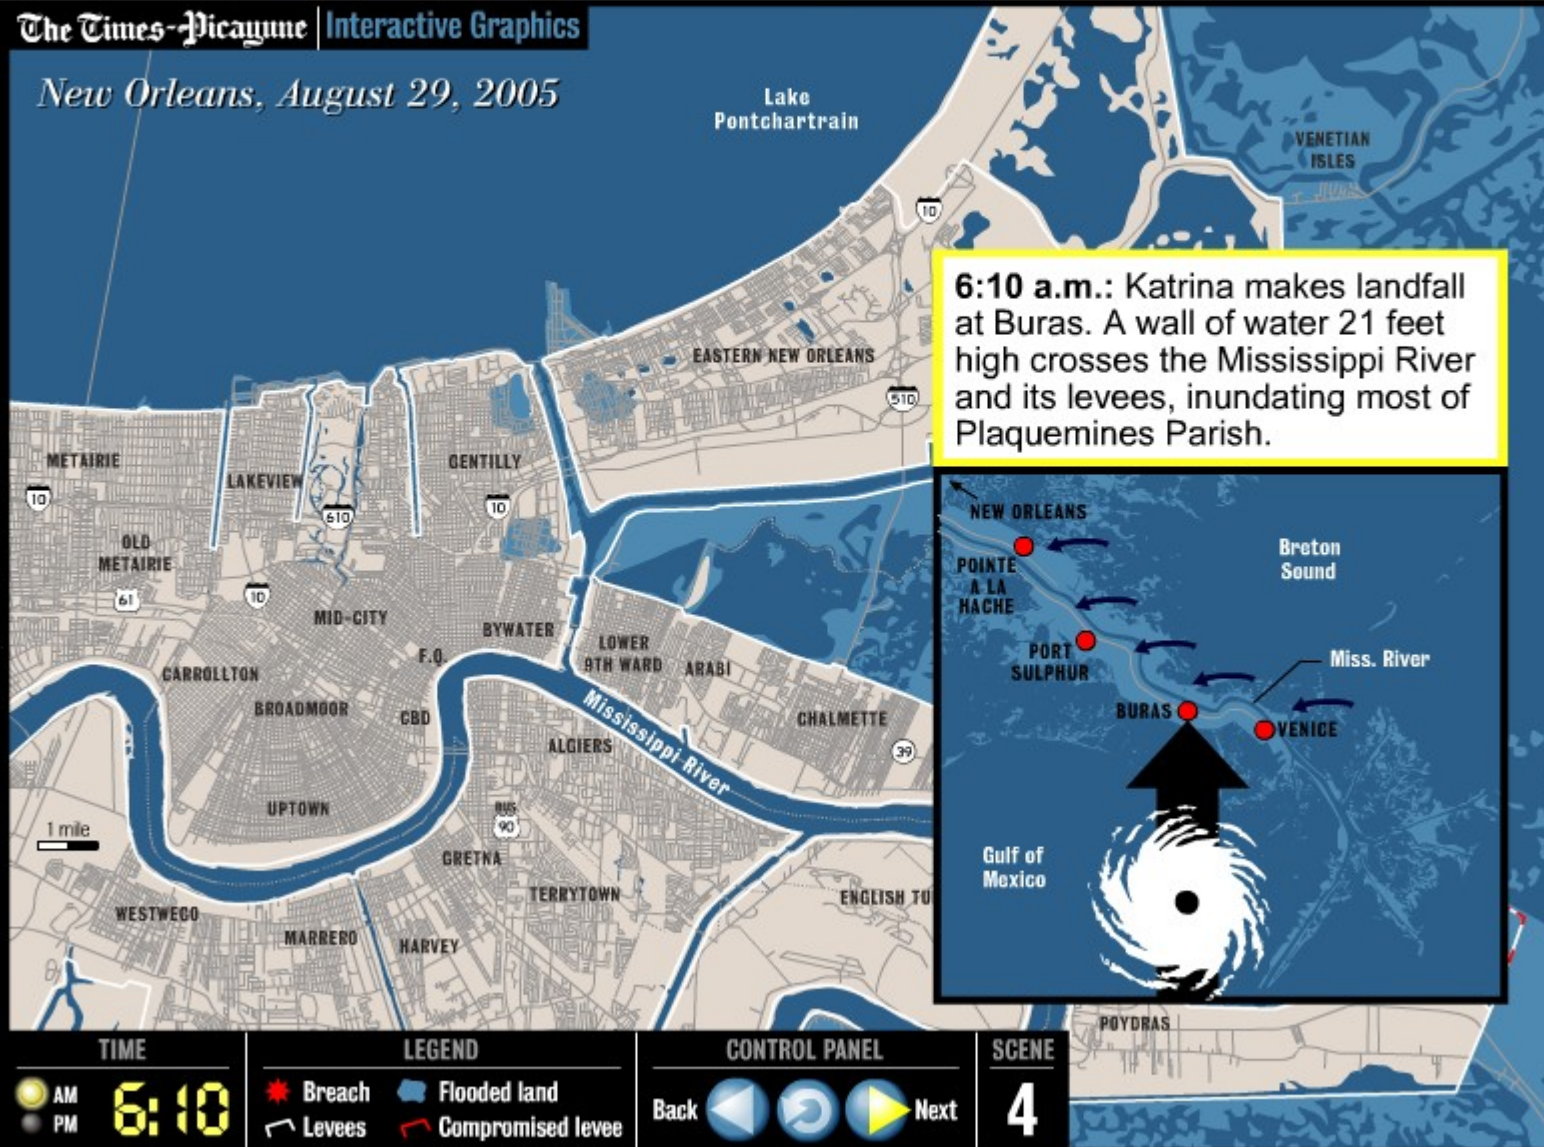 The Times-Picayune | Interactive Graphics
New Orleans, August 29, 2005
Lake
Pontchartrain
VENETIAN
ISLES
10
6:10 a.m.: Katrina makes landfall
at Buras. A wall of water 21 feet
high crosses the Mississippi River
and its levees, inundating most of
Plaquemines Parish.
EASTERN NEW ORLEANS
510
METAIRIE
10
LAKEVIEW
GENTILLY
10
610
OLD
METAIRIE
61
10
MID-CITY
BYWATER
F.Q.
LOWER
9TH WARD
ARABI
CARROLLTON
BROADMOOR
CBD
Mississippi River
CHALMETTE
ALGIERS
39
UPTOWN
BUS
90
1 mile
GRETNA
TERRYTOWN
ENGLISH TU
WESTWEGO
MARRERO
HARVEY
NEW ORLEANS
POINTE
A LA
HACHE
Breton
Sound
PORT
SULPHUR
Miss. River
BURAS
VENICE
Gulf of
Mexico
POYDRAS
TIME
AM
PM
6:10
LEGEND
Breach
Flooded land
Levees
Compromised levee
CONTROL PANEL
Back
Next
SCENE
4